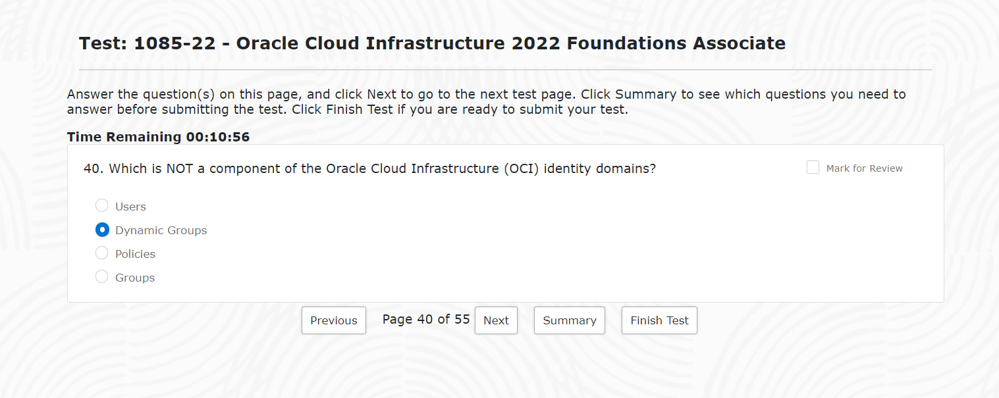 Test: 1085-22 - Oracle Cloud Infrastructure 2022 Foundations Associate
Answer the question(s) on this page, and click Next to go to the next test page. Click Summary to see which questions you need to
answer before submitting the test. Click Finish Test if you are ready to submit your test.
Time Remaining 00:10:56
40. Which is NOT a component of the Oracle Cloud Infrastructure (OCI) identity domains?
Mark for Review
Users
Dynamic Groups
Policies
Groups
Previous Page 40 of 55 Next Summary Finish Test